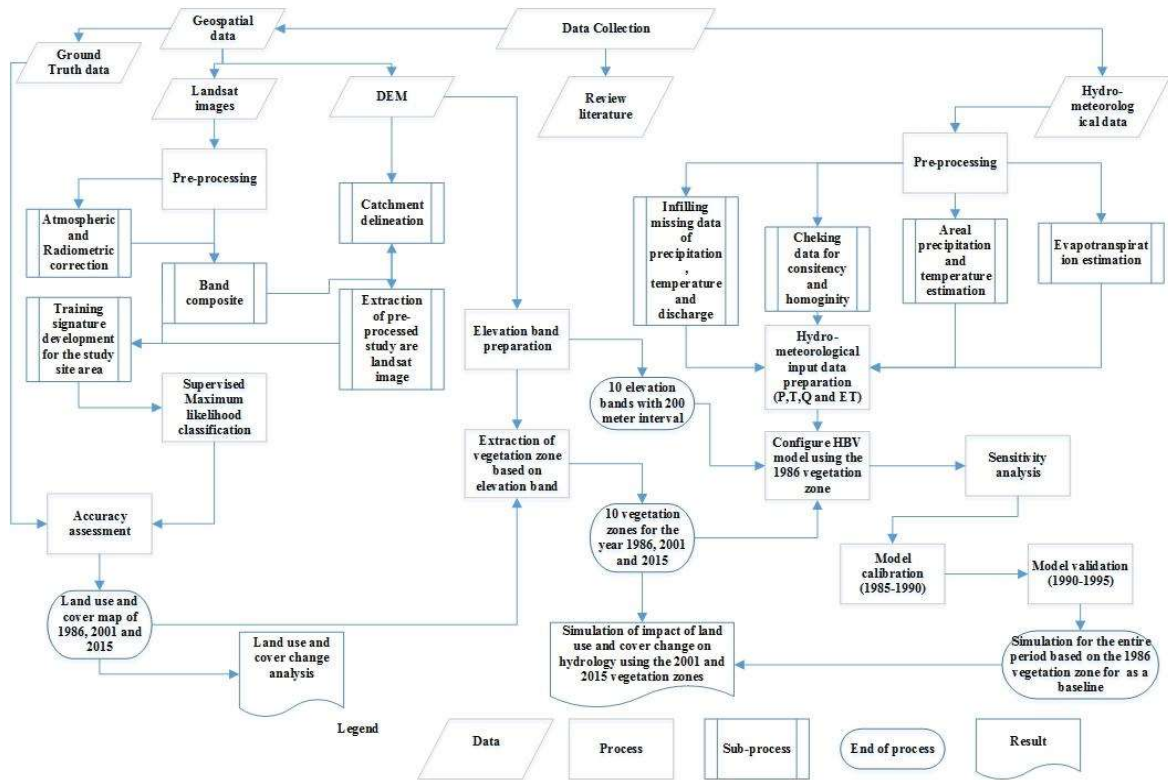 Geospatial
data
Data Collection
Ground
Truth data
Landsat
images
DEM
Review
literature
Hydro-
meteorolog
ical data
Pre-processing
Pre-processing
Atmospheric
and
Radiometric
correction
Catchment
delineation
Infilling
missing data
of
precipitation
,
temperature
and
discharge
Cheking
data for
consitency
and
homoginity
Areal
precipitation
and
temperature
estimation
Evapotranspirat
ion estimation
Band
composite
Training
signature
development
for the study
site area
Extraction
of pre-
processed
study are
landsat
image
Elevation band
preparation
Hydro-
meteorological
input data
preparation
(P,T,Q and ET)
Supervised
Maximum
likelihood
classification
10 elevation
bands with 200
meter interval
Extraction of
vegetation zone
based on
elevation band
Configure HBV
model using the
1986 vegetation
zone
Sensitivity
analysis
Accuracy
assessment
10 vegetation
zones for the
year 1986, 2001
and 2015
Model
calibration
(1985-1990)
Model validation
(1990-1995)
Land use and
cover map of
1986, 2001 and
2015
Land use and
cover change
analysis
Simulation of impact of land
use and cover change on
hydrology using the 2001 and
2015 vegetation zones
Simulation for the entire
period based on the 1986
vegetation zone for as a
baseline
Legend
Data
Process
Sub-process
End of process
Result